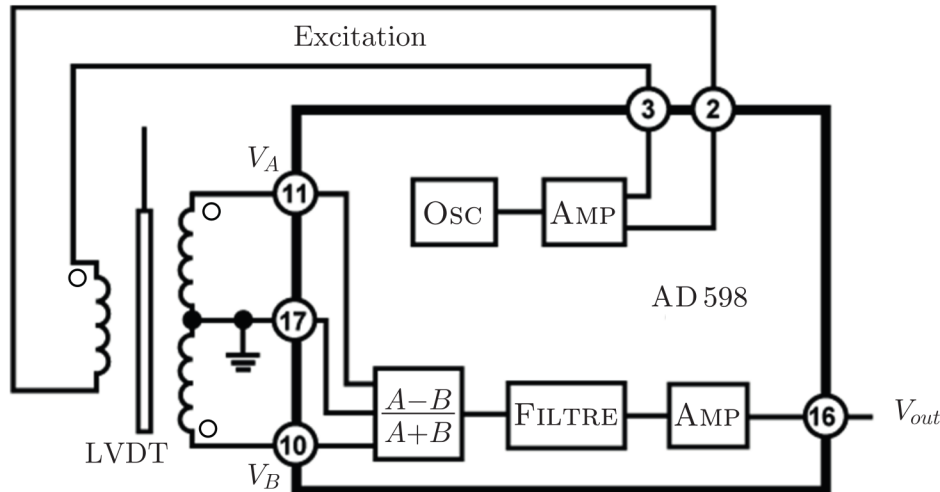 Excitation
3
2
V_A
11
OSC
AMP
AD 598
17
A−B
A+B
FILTRE
AMP
16
V_out
LVDT
10
V_B